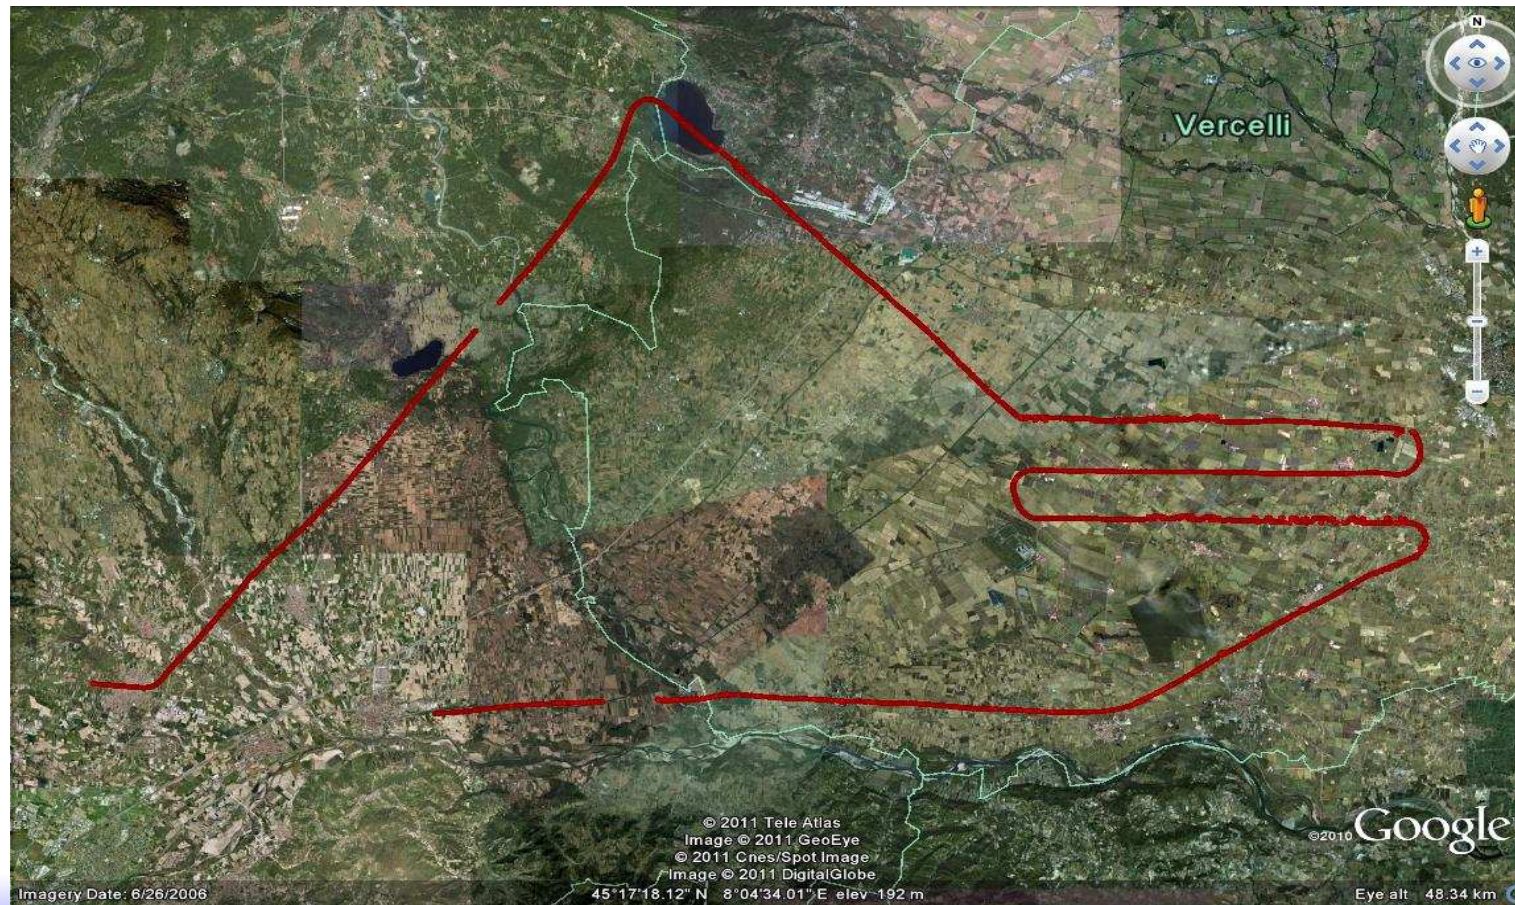 N
Vercelli
© 2011 Tele Atlas
Image © 2011 GeoEye
© 2011 Cnes/Spot Image
Image © 2011 DigitalGlobe
©2010 Google
Imagery Date: 6/26/2006
45°17'18.12" N 8°04'34.01" E elev 192 m
Eye alt 48.34 km